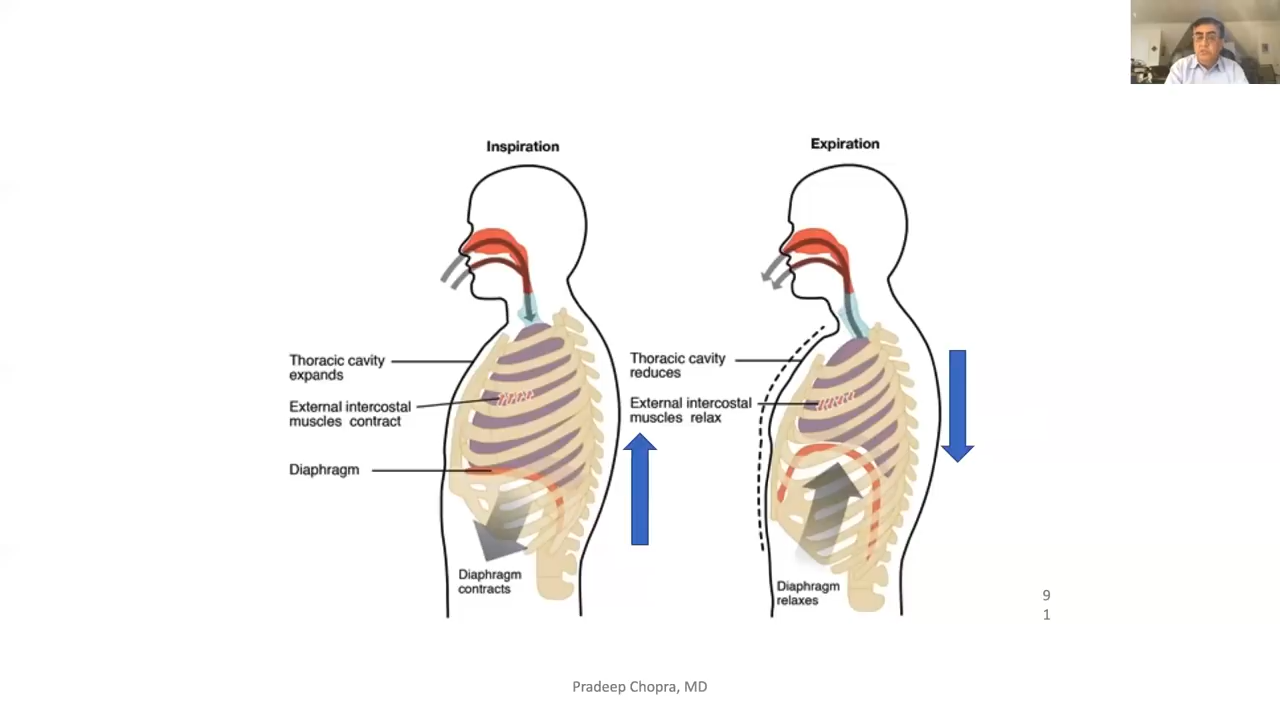 Inspiration
Expiration
Thoracic cavity
expands
External intercostal
muscles contract
Diaphragm
Diaphragm
contracts
Thoracic cavity
reduces
External intercostal
muscles relax
Diaphragm
relaxes
9
1
Pradeep Chopra, MD